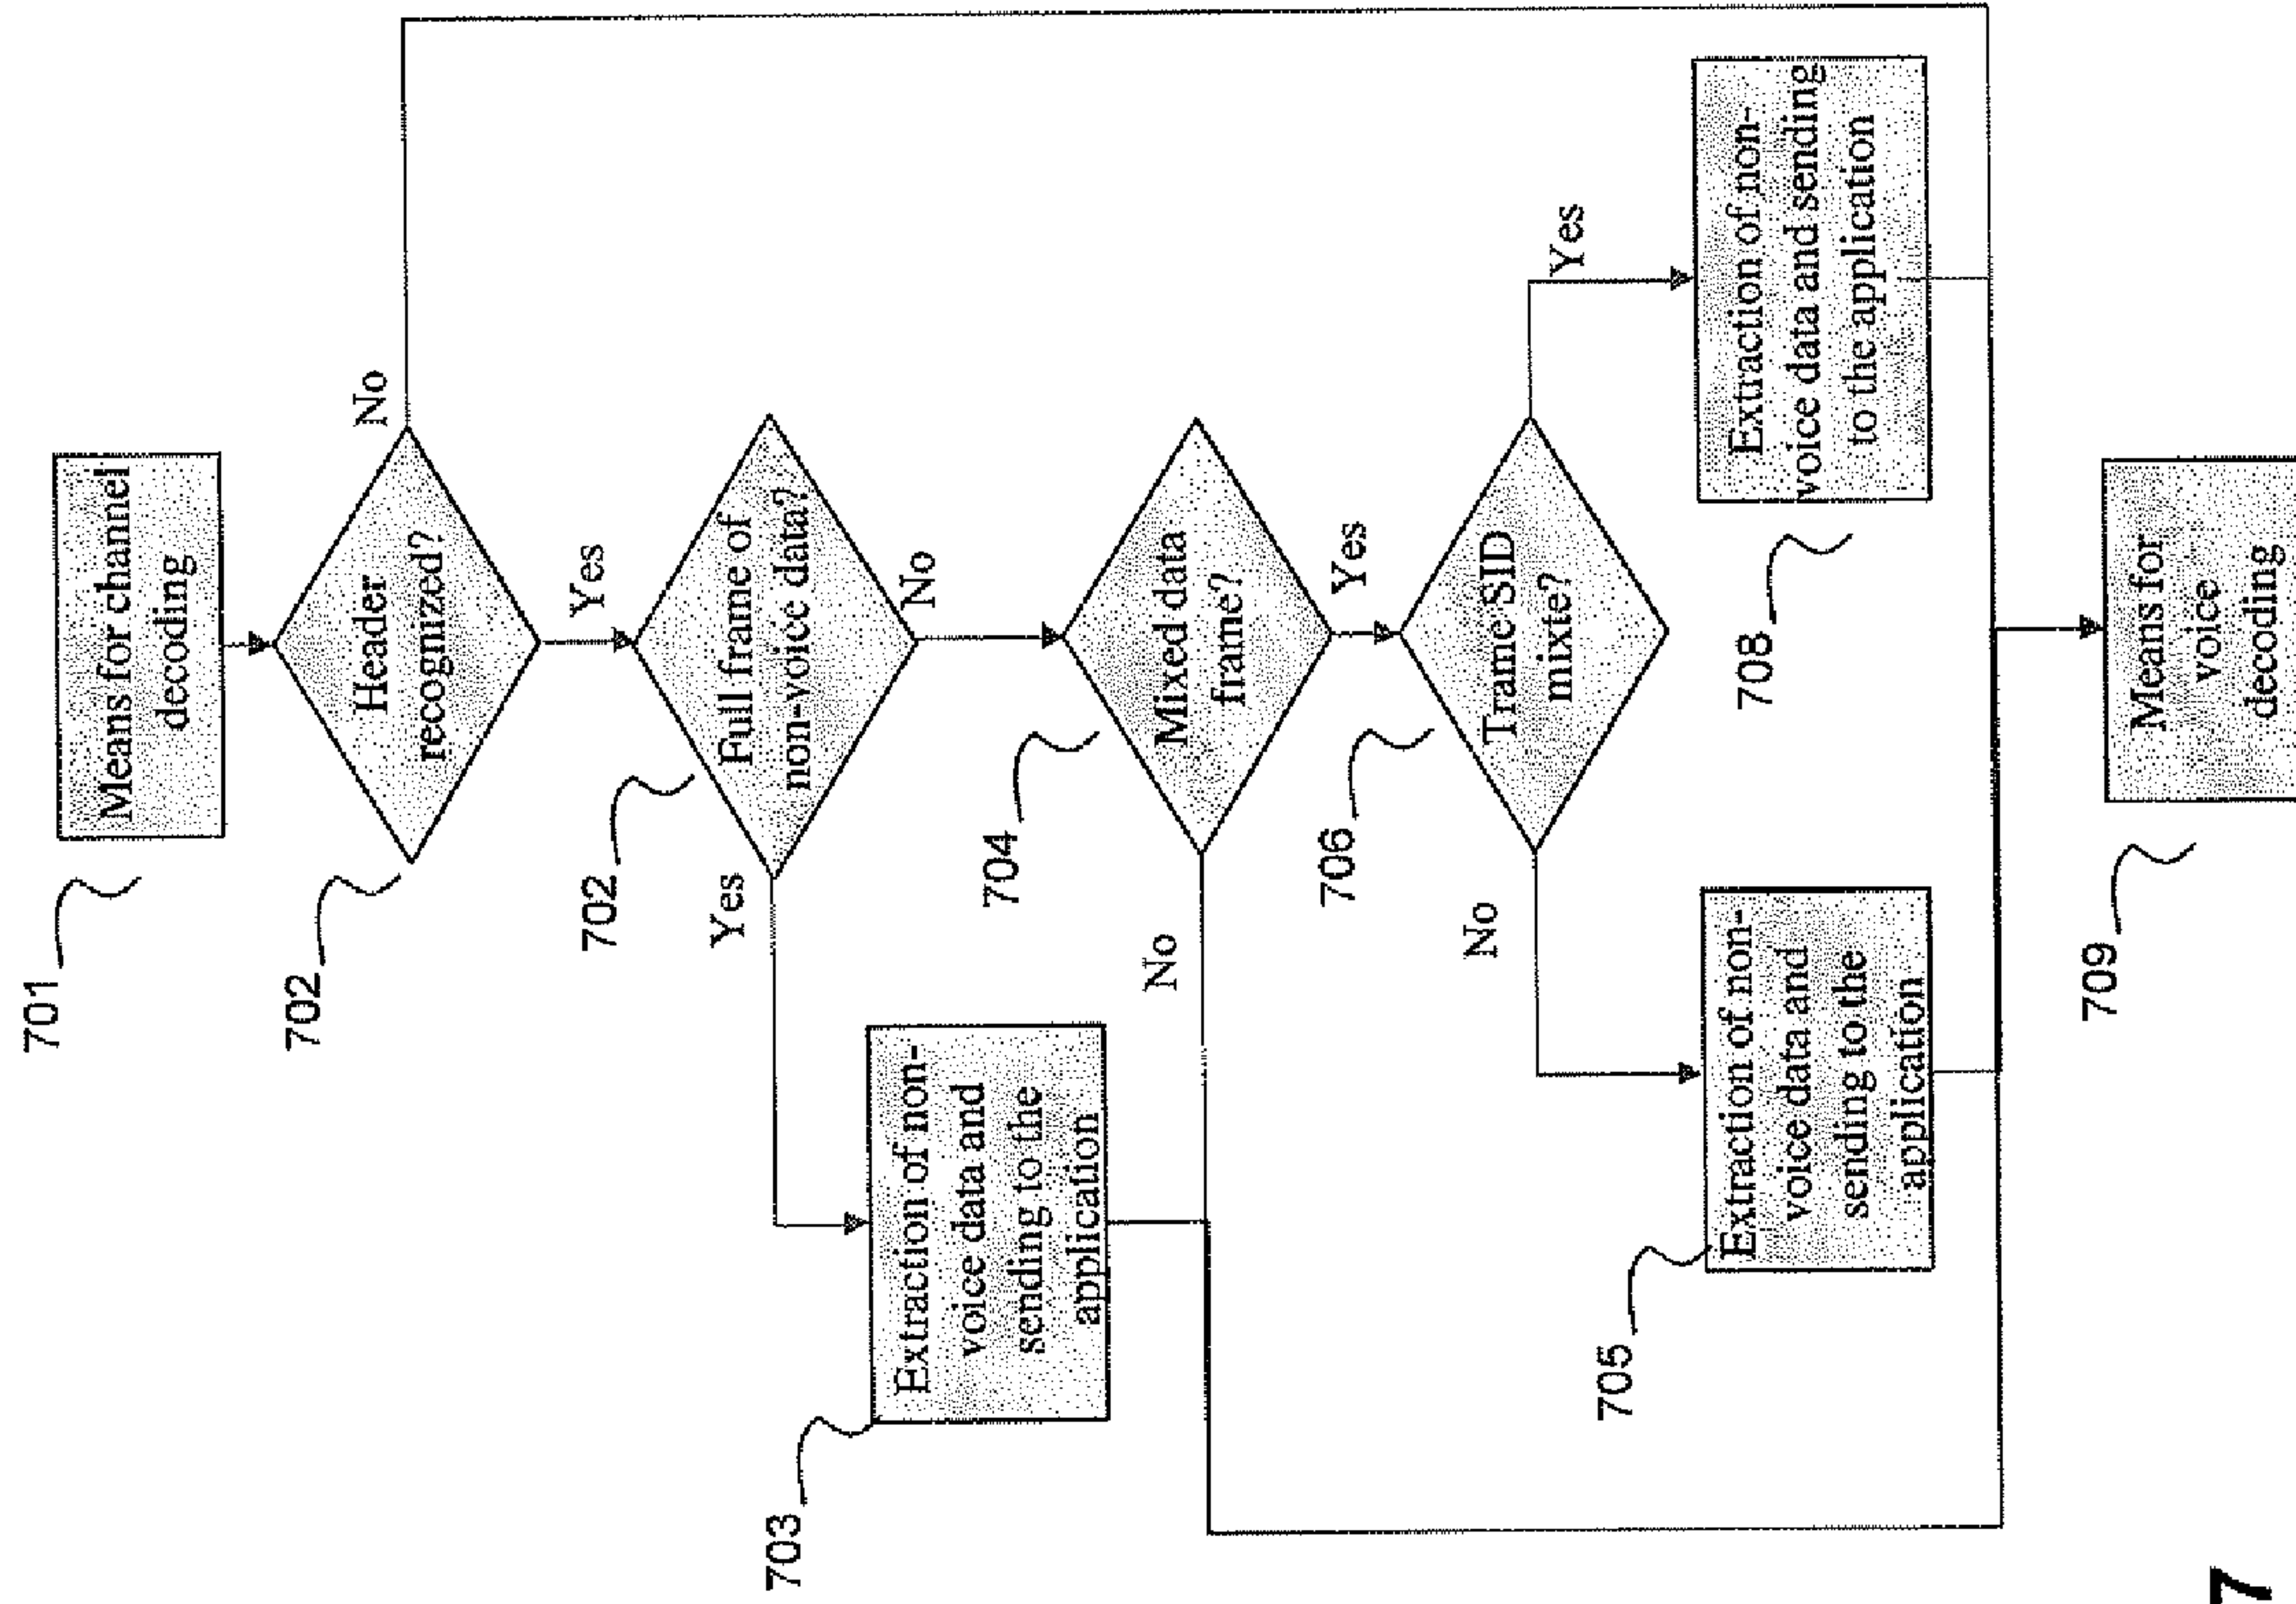 701
Means for channel
decoding
702
Header
recognized?
No
Yes
702
Full frame of
non-voice data?
Yes
No
703
Extraction of non-
voice data and
sending to the
application
704
Mixed data
frame?
No
Yes
706
Trame SID
mixte?
No
Yes
705
Extraction of non-
voice data and
sending to the
application
708
Extraction of non-
voice data and sending
to the application
709
Means for
voice
decoding
7